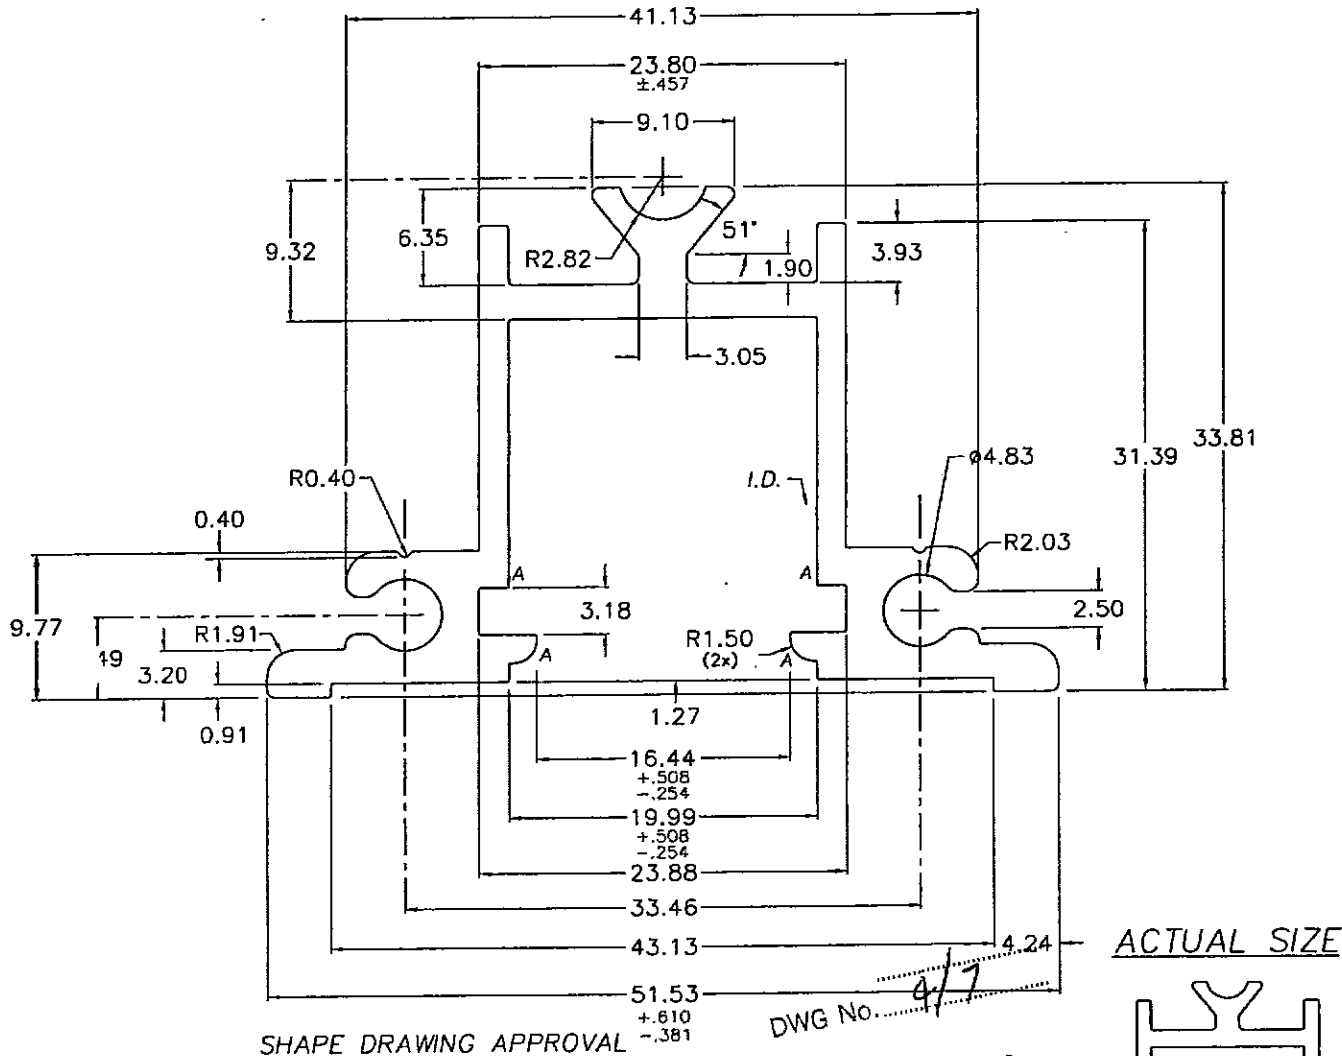 41.13
23.80
±.457
9.10
9.32
6.35
R2.82
51°
1.90
3.93
3.05
33.81
31.39
R0.40
I.D.
ø4.83
0.40
R2.03
A
A
9.77
3.18
2.50
R1.91
R1.50
(2x)
A
A
3.20
0.91
1.27
16.44
+.508
-.254
19.99
+.508
-.254
23.88
33.46
43.13
4.24
ACTUAL SIZE
51.53
+.610
-.381
DWG No.
SHAPE DRAWING APPROVAL